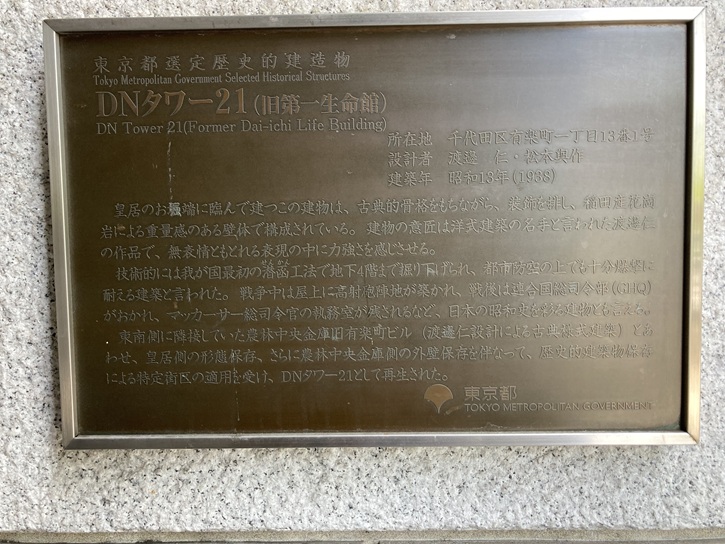 東京都選定歴史的建造物
Tokyo Metropolitan Government Selected Historical Structures
DNタワー21(旧第一生命館)
DN Tower 21(Former Dai-ichi Life Building)
所在地 千代田区有楽町一丁目13番1号
設計者 渡邊 仁・松本與作
建築年 昭和13年(1938)
皇居のお濠端に臨んで建つこの建物は、古典的骨格をもちながら、装飾を排し、稲田産花崗
岩による重量感のある壁体で構成されている。建物の意匠は洋式建築の名手と言われた渡邊仁
の作品で、無表情ともとれる表現の中に力強さを感じさせる。
技術的には我が国最初の潜函工法で地下4階まで掘り下げられ、都市防空の上でも十分爆撃に
耐える建築と言われた。戦争中は屋上に高射砲陣地が築かれ、戦後は連合国総司令部(GHQ)
がおかれ、マッカーサー総司令官の執務室が残されるなど、日本の昭和史を彩る建物とも言える。
東南側に隣接していた農林中央金庫旧有楽町ビル(渡邊仁設計による古典様式建築)とあ
わせ、皇居側の形態保存、さらに農林中央金庫側の外壁保存を伴なって、歴史的建築物保存
による特定街区の適用を受け、DNタワー21として再生された。
東京都
TOKYO METROPOLITAN GOVERNMENT